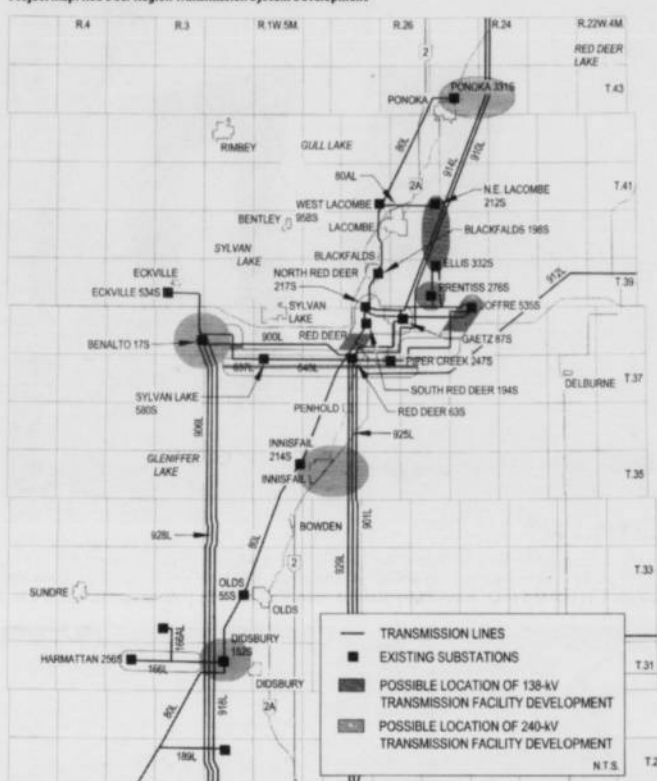 R.4 R.3 R.1W.5M. R.26 R.24 R.22W.4M.
2
RED DEER
LAKE
T.43
PONOKA 331S
PONOKA
RIMBEY
GULL LAKE
80L
914L
910L
80AL
2A
T.41
WEST LACOMBE
958S
N.E. LACOMBE
212S
BENTLEY
LACOMBE
BLACKFALDS 198S
SYLVAN
LAKE
BLACKFALDS
ELLIS 332S
912L
T.39
ECKVILLE
ECKVILLE 534S
NORTH RED DEER
217S
PRENTISS 276S
JOFFRE 535S
SYLVAN
LAKE
RED DEER
900L
GAETZ 87S
BENALTO 17S
PIPER CREEK 247S
637L
SOUTH RED DEER 194S
DELBURNE
T.37
SYLVAN LAKE
580S
PENHOLD
RED DEER 63S
906L
925L
GLENIFFER
LAKE
INNISFAIL
214S
INNISFAIL
T.35
901L
BOWDEN
928L
80L
2
929L
T.33
SUNDRE
OLDS
55S
OLDS
166AL
DIDSBURY
152S
HARMATTAN 256S
166L
T.31
DIDSBURY
918L
80L
2A
189L
TRANSMISSION LINES
EXISTING SUBSTATIONS
POSSIBLE LOCATION OF 138-kV
TRANSMISSION FACILITY DEVELOPMENT
POSSIBLE LOCATION OF 240-kV
TRANSMISSION FACILITY DEVELOPMENT
N.T.S.